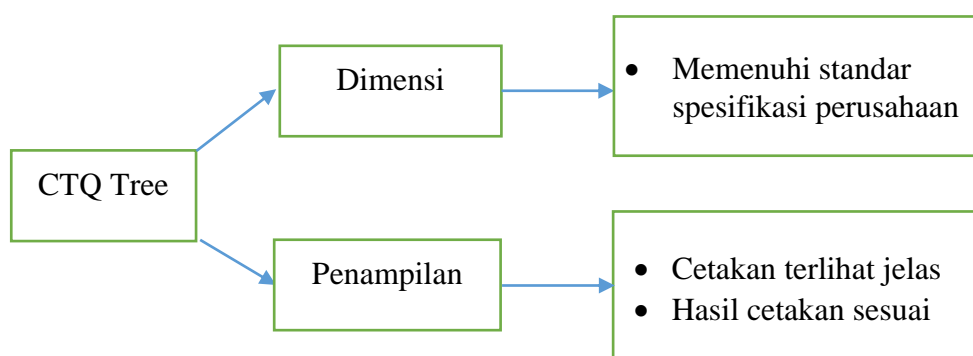 CTQ Tree
Dimensi
• Memenuhi standar
spesifikasi perusahaan
Penampilan
• Cetakan terlihat jelas
• Hasil cetakan sesuai